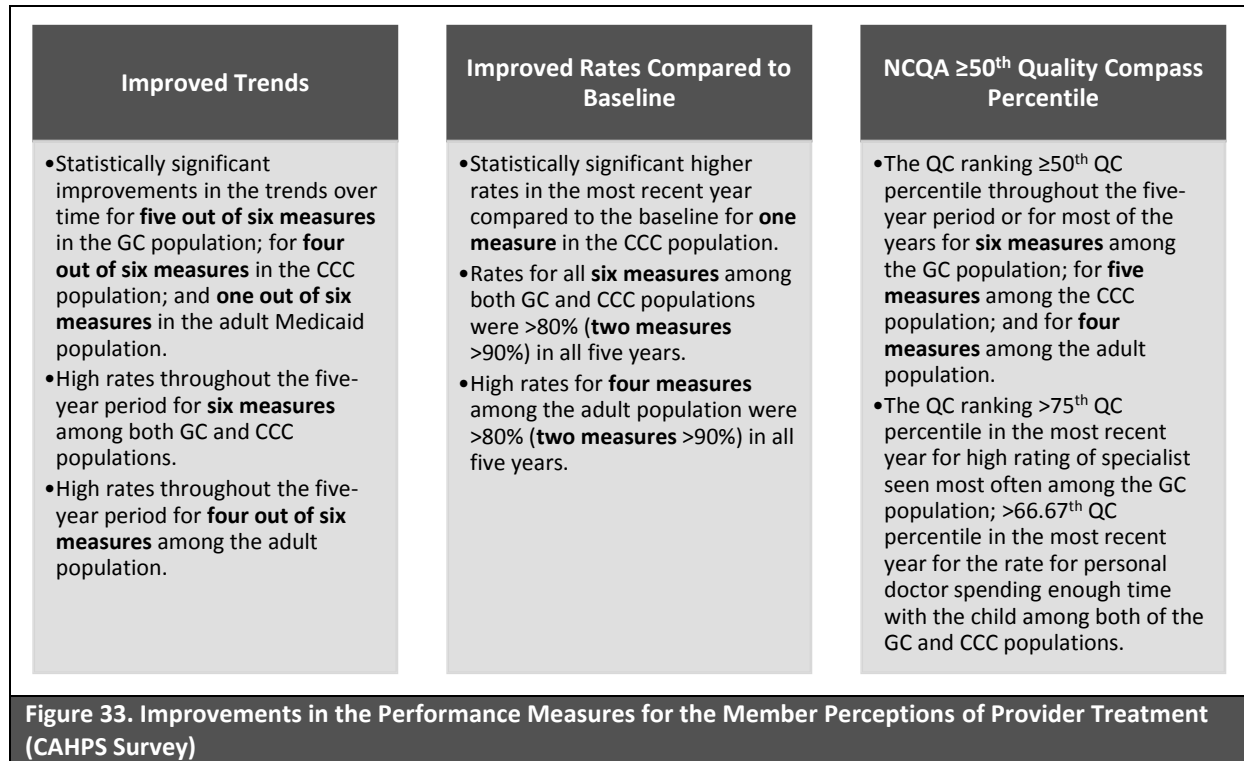 Improved Trends
•Statistically significant
improvements in the trends over
time for five out of six measures
in the GC population; for four
out of six measures in the CCC
population; and one out of six
measures in the adult Medicaid
population.
•High rates throughout the five-
year period for six measures
among both GC and CCC
populations.
•High rates throughout the five-
year period for four out of six
measures among the adult
population.
Improved Rates Compared to
Baseline
•Statistically significant higher
rates in the most recent year
compared to the baseline for one
measure in the CCC population.
•Rates for all six measures among
both GC and CCC populations
were >80% (two measures
>90%) in all five years.
•High rates for four measures
among the adult population were
>80% (two measures >90%) in all
five years.
NCQA ≥50th Quality Compass
Percentile
•The QC ranking ≥50th QC
percentile throughout the five-
year period or for most of the
years for six measures among
the GC population; for five
measures among the CCC
population; and for four
measures among the adult
population.
•The QC ranking >75th QC
percentile in the most recent
year for high rating of specialist
seen most often among the GC
population; >66.67th QC
percentile in the most recent
year for the rate for personal
doctor spending enough time
with the child among both of the
GC and CCC populations.
Figure 33. Improvements in the Performance Measures for the Member Perceptions of Provider Treatment
(CAHPS Survey)